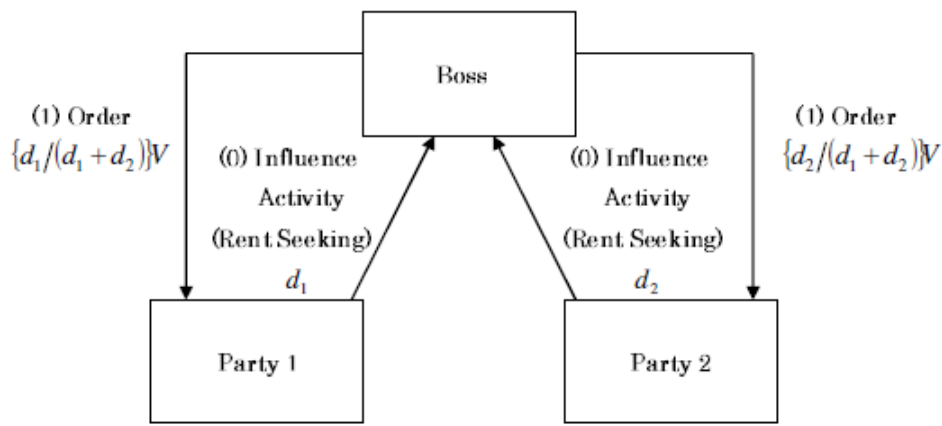 Boss
(1) Order
{d₁/(d₁ + d₂)}V
(0) Influence
Activity
(Rent Seeking)
d₁
(0) Influence
Activity
(Rent Seeking)
d₂
(1) Order
{d₂/(d₁ + d₂)}V
Party 1
Party 2